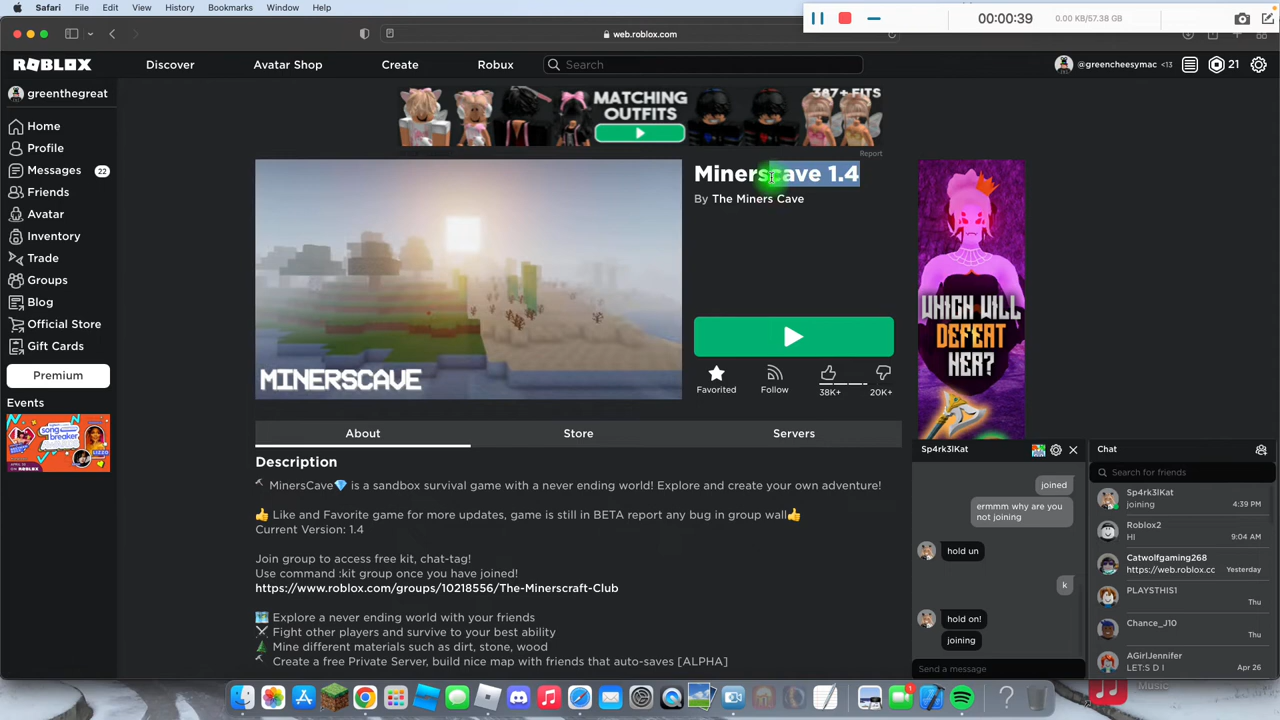 Safari File Edit View History Bookmarks Window Help
00:00:39 0.00 KB/57.38 GB
web.roblox.com
ROBLOX Discover Avatar Shop Create Robux Search @greencheesymac <13 21
greenthegreat
Home
Profile
Messages 22
Friends
Avatar
Inventory
Trade
Groups
Blog
Official Store
Gift Cards
Premium
Events
MATCHING
OUTFITS
387+ FITS
Report
MINERSCAVE
Minerscave 1.4
By The Miners Cave
Favorited Follow 38K+ 20K+
WHICH WILL
DEFEAT
HER?
About Store Servers
Description
MinersCave💎 is a sandbox survival game with a never ending world! Explore and create your own adventure!
👍 Like and Favorite game for more updates, game is still in BETA report any bug in group wall👍
Current Version: 1.4
Join group to access free kit, chat-tag!
Use command :kit group once you have joined!
https://www.roblox.com/groups/10218556/The-Minerscraft-Club
Explore a never ending world with your friends
Fight other players and survive to your best ability
Mine different materials such as dirt, stone, wood
Create a free Private Server, build nice map with friends that auto-saves [ALPHA]
Sp4rk3lKat
joined
ermmm why are you
not joining
hold un
k
hold on!
joining
Send a message
Chat
Search for friends
Sp4rk3lKat
joining 4:39 PM
Roblox2
HI 9:04 AM
Catwolfgaming268
https://web.roblox.cc Yesterday
PLAYSTHIS1
Thu
Chance_J10
Thu
AGirlJennifer
LET:S D I Apr 26
Music